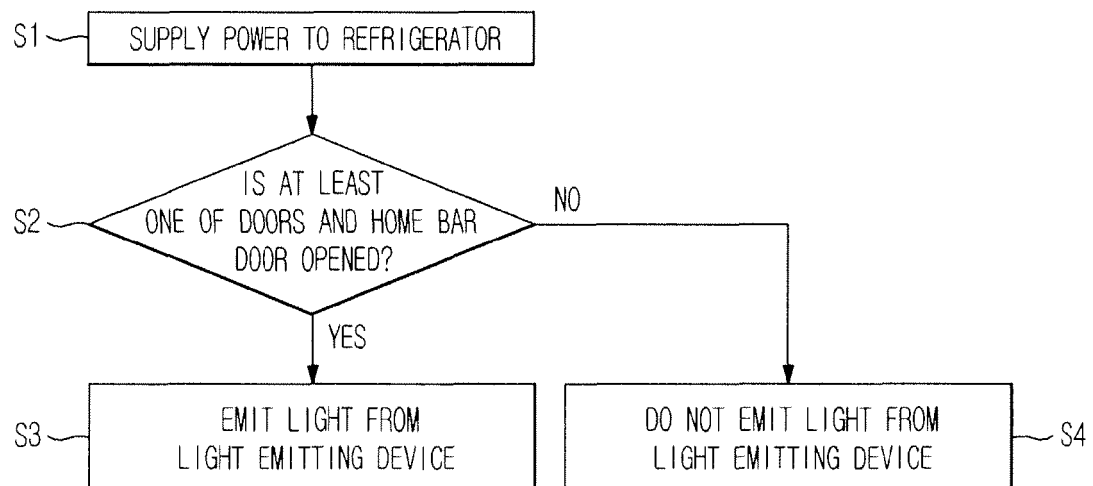 S1
SUPPLY POWER TO REFRIGERATOR
S2
IS AT LEAST
ONE OF DOORS AND HOME BAR
DOOR OPENED?
NO
YES
S3
EMIT LIGHT FROM
LIGHT EMITTING DEVICE
DO NOT EMIT LIGHT FROM
LIGHT EMITTING DEVICE
S4